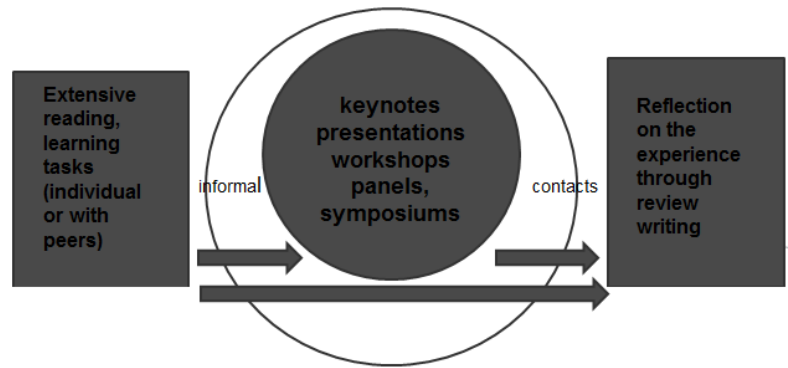 Extensive
reading,
learning
tasks
(individual
or with
peers)
informal
keynotes
presentations
workshops
panels,
symposiums
contacts
Reflection
on the
experience
through
review
writing